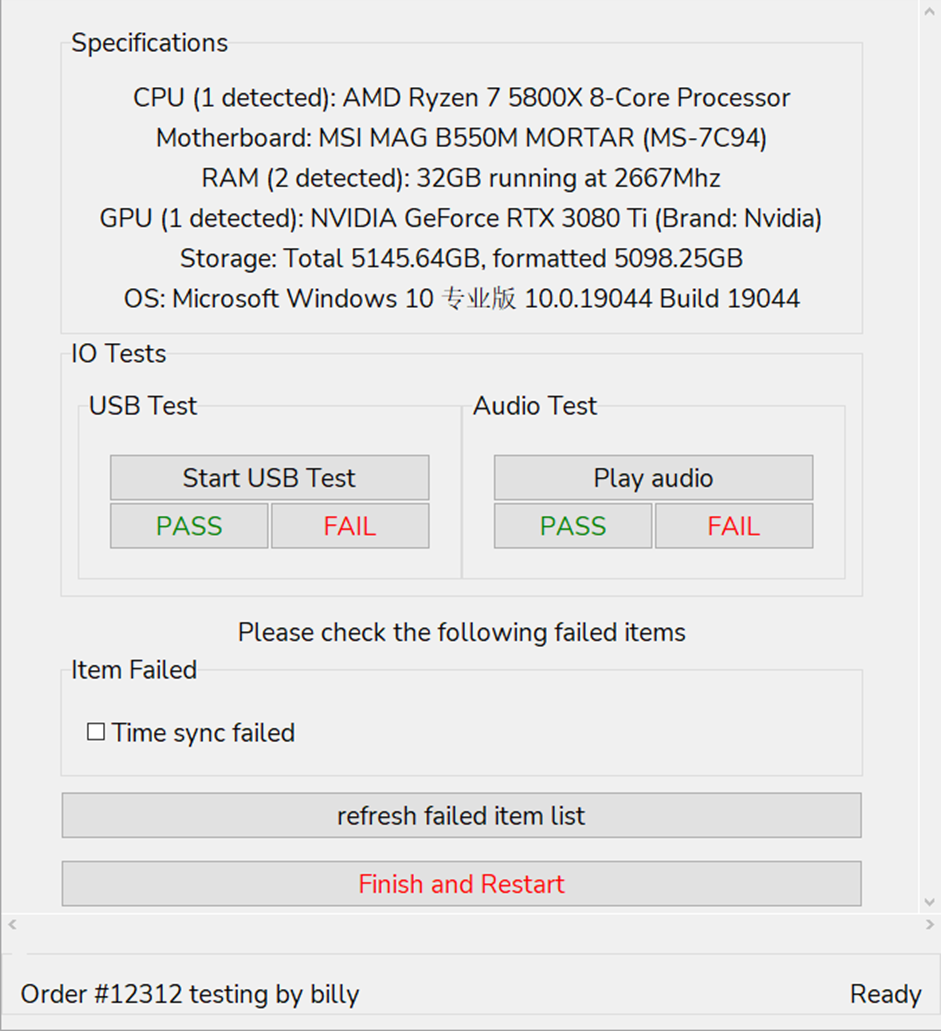 Specifications
CPU (1 detected): AMD Ryzen 7 5800X 8-Core Processor
Motherboard: MSI MAG B550M MORTAR (MS-7C94)
RAM (2 detected): 32GB running at 2667Mhz
GPU (1 detected): NVIDIA GeForce RTX 3080 Ti (Brand: Nvidia)
Storage: Total 5145.64GB, formatted 5098.25GB
OS: Microsoft Windows 10 专业版 10.0.19044 Build 19044
IO Tests
USB Test
Start USB Test
PASS FAIL
Audio Test
Play audio
PASS FAIL
Please check the following failed items
Item Failed
Time sync failed
refresh failed item list
Finish and Restart
Order #12312 testing by billy
Ready